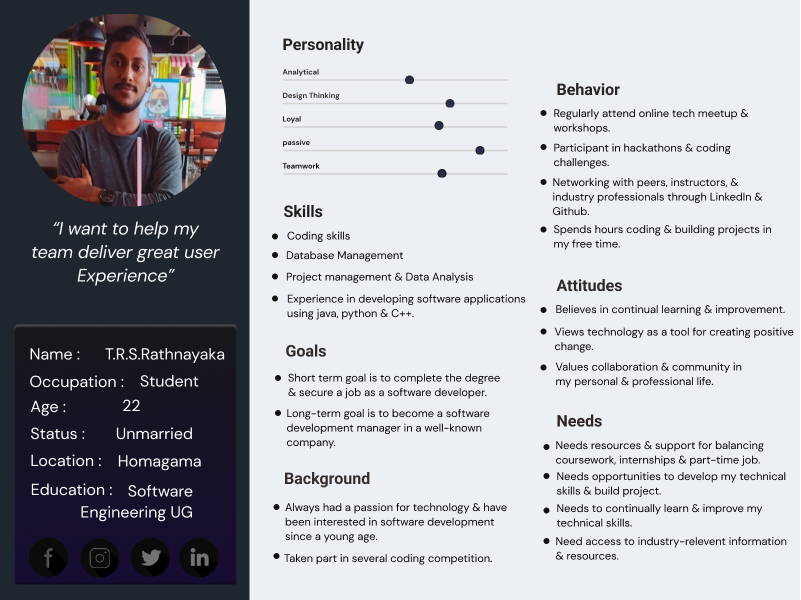 “I want to help my
team deliver great user
Experience”
Name : T.R.S.Rathnayaka
Occupation : Student
Age : 22
Status : Unmarried
Location : Homagama
Education : Software
Engineering UG
Personality
Analytical
Design Thinking
Loyal
passive
Teamwork
Skills
Coding skills
Database Management
Project management & Data Analysis
Experience in developing software applications
using java, python & C++.
Goals
Short term goal is to complete the degree
& secure a job as a software developer.
Long-term goal is to become a software
development manager in a well-known
company.
Background
Always had a passion for technology & have
been interested in software development
since a young age.
Taken part in several coding competition.
Behavior
Regularly attend online tech meetup &
workshops.
Participant in hackathons & coding
challenges.
Networking with peers, instructors, &
industry professionals through LinkedIn &
Github.
Spends hours coding & building projects in
my free time.
Attitudes
Believes in continual learning & improvement.
Views technology as a tool for creating positive
change.
Values collaboration & community in
my personal & professional life.
Needs
Needs resources & support for balancing
coursework, internships & part-time job.
Needs opportunities to develop my technical
skills & build project.
Needs to continually learn & improve my
technical skills.
Need access to industry-relevent information
& resources.